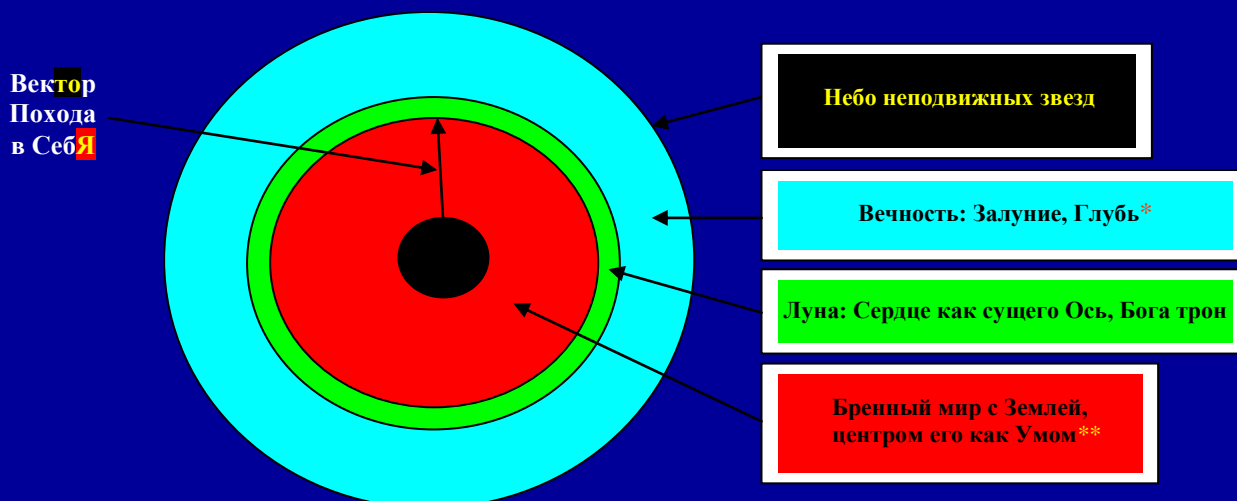 Вектор
Похода
в СебЯ
Небо неподвижных звезд
Вечность: Залуние, Глубь*
Луна: Сердце как сущего Ось, Бога трон
Бренный мир с Землей,
центром его как Умом**